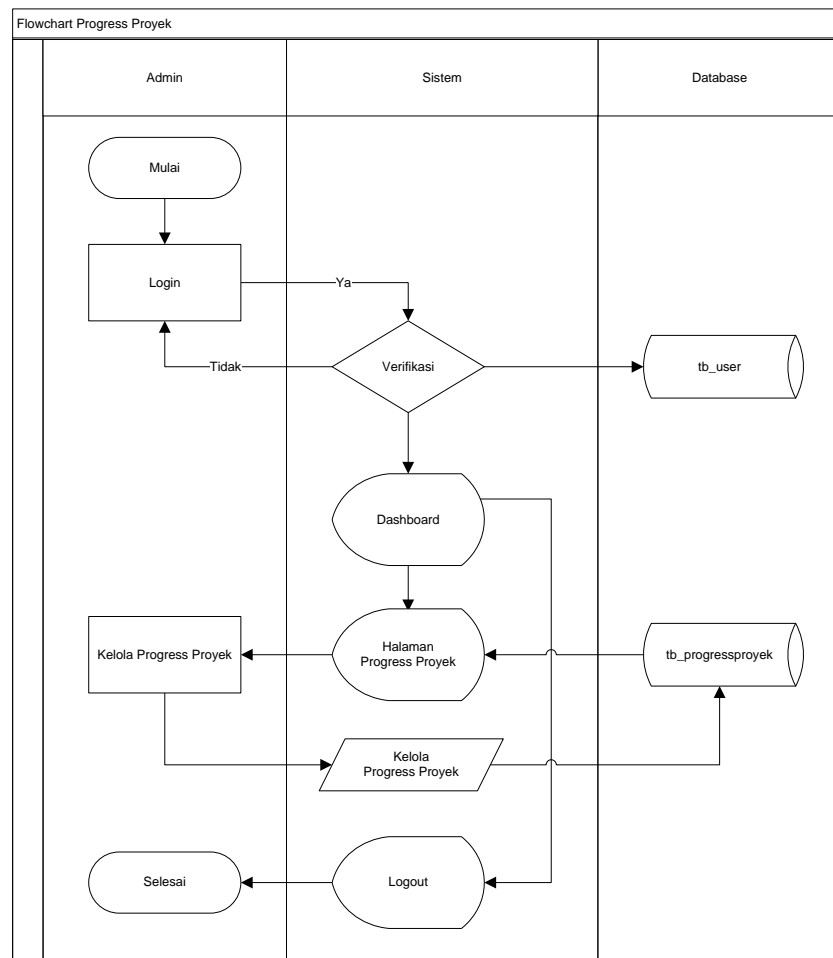 Flowchart Progress Proyek
Admin
Sistem
Database
Mulai
Login
Ya
Verifikasi
Tidak
tb_user
Dashboard
Kelola Progress Proyek
Halaman
Progress Proyek
tb_progressproyek
Kelola
Progress Proyek
Selesai
Logout